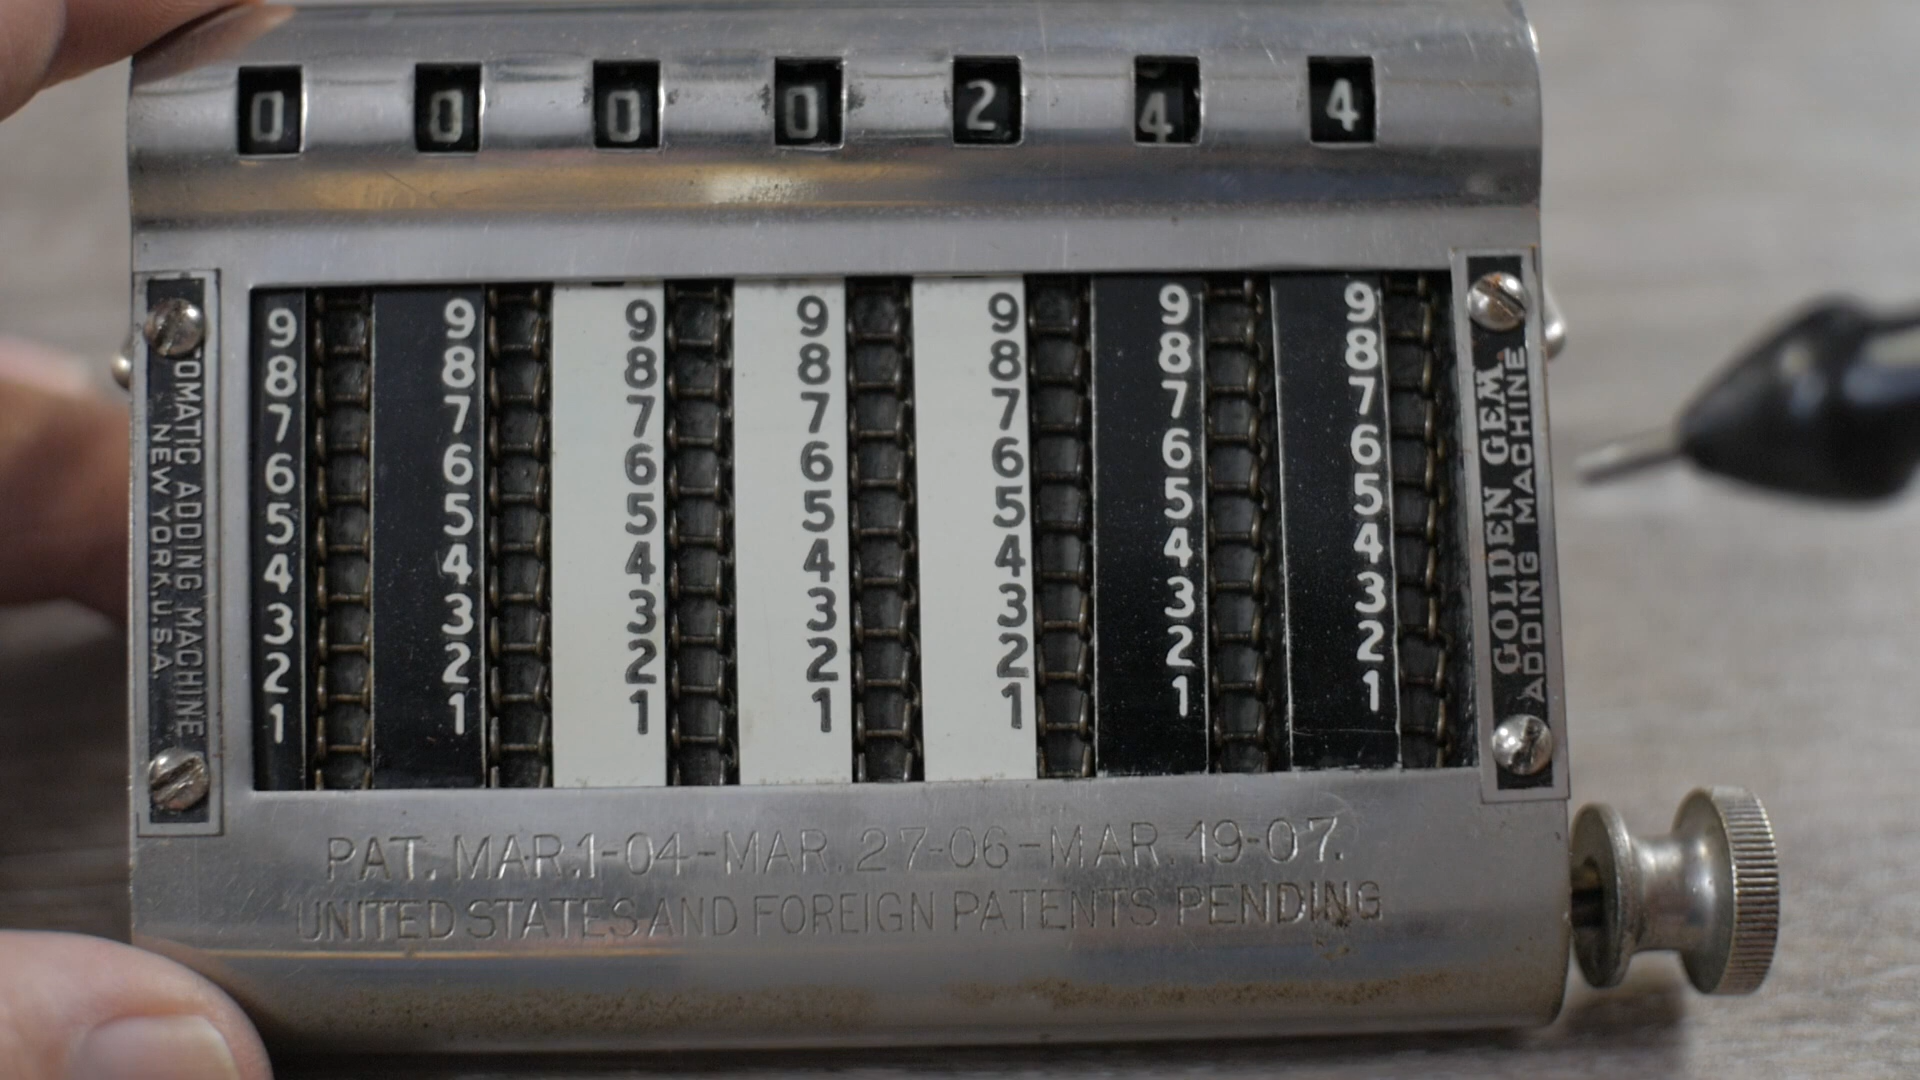 0 0 0 0 2 4 4
9 9 9 9 9 9 9
8 8 8 8 8 8 8
7 7 7 7 7 7 7
6 6 6 6 6 6 6
5 5 5 5 5 5 5
4 4 4 4 4 4 4
3 3 3 3 3 3 3
2 2 2 2 2 2 2
1 1 1 1 1 1 1
OMATIC ADDING MACHINE
NEW YORK, U.S.A.
GOLDEN GEM.
ADDING MACHINE
PAT. MAR.1-04-MAR. 27-06-MAR. 19-07.
UNITED STATES AND FOREIGN PATENTS PENDING